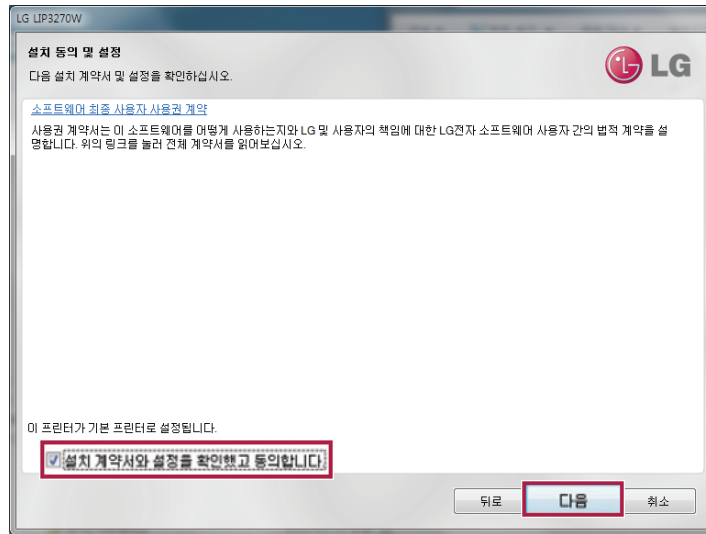 LG LIP3270W
설치 동의 및 설정
다음 설치 계약서 및 설정을 확인하십시오.
LG
소프트웨어 최종 사용자 사용권 계약
사용권 계약서는 이 소프트웨어를 어떻게 사용하는지와 LG 및 사용자의 책임에 대한 LG전자 소프트웨어 사용자 간의 법적 계약을 설
명합니다. 위의 링크를 눌러 전체 계약서를 읽어보십시오.
이 프린터가 기본 프린터로 설정됩니다.
설치 계약서와 설정을 확인했고 동의합니다
뒤로 다음 취소